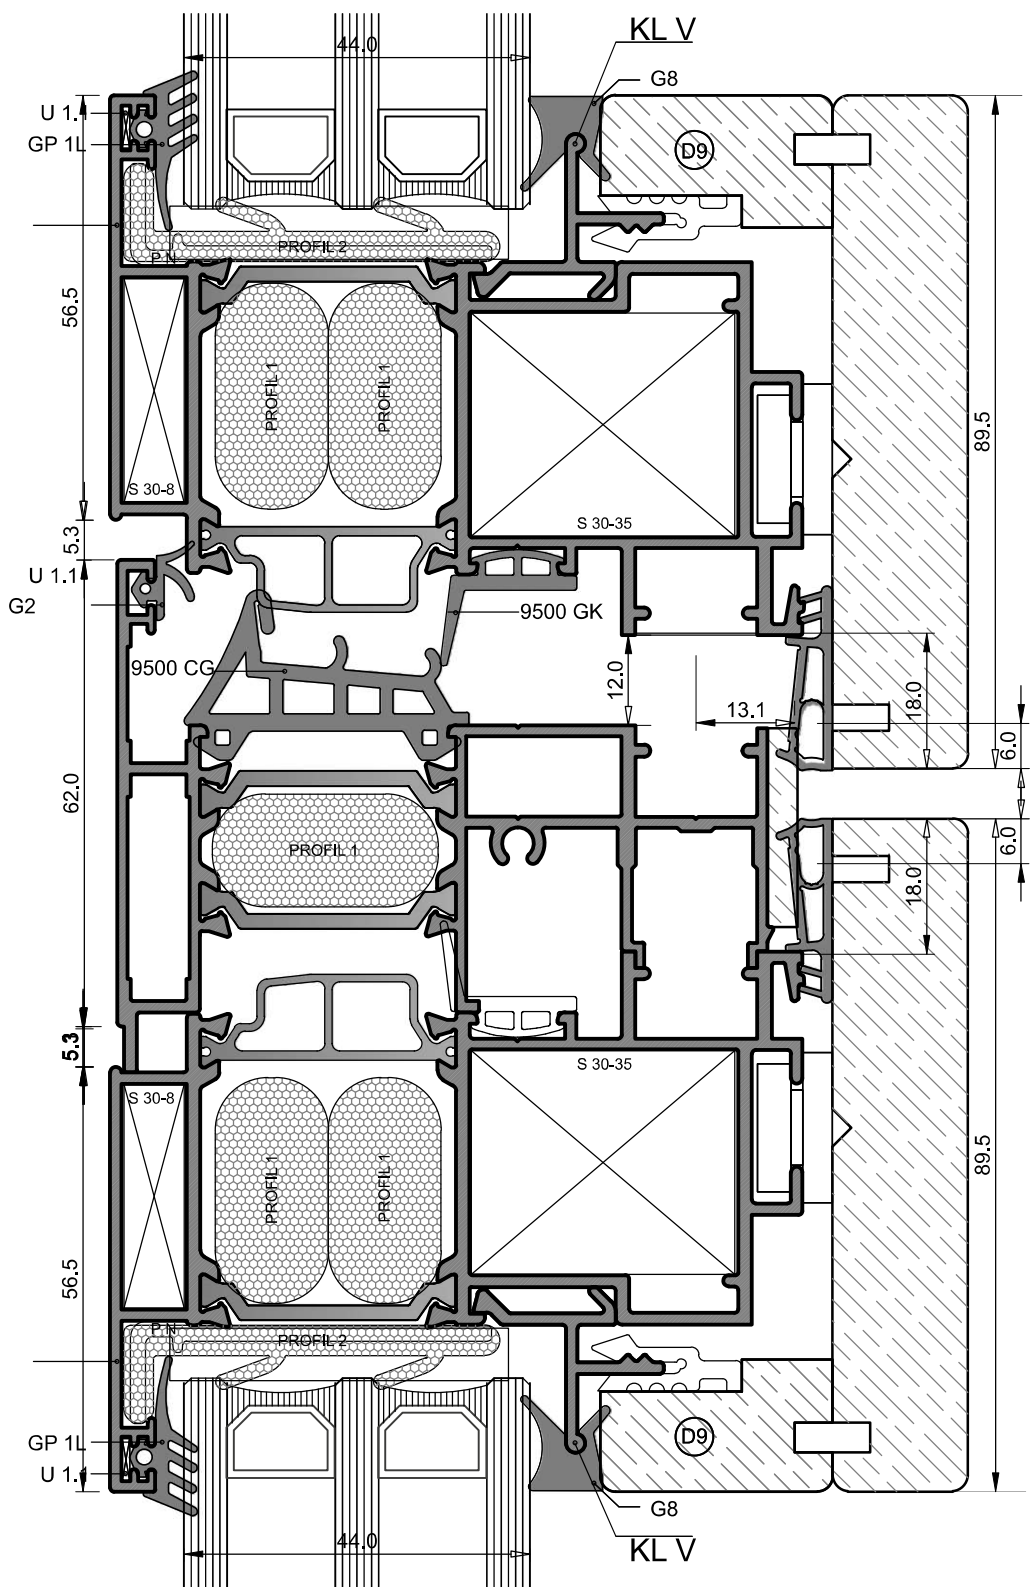 KL V
44.0
G8
U 1.1
GP 1L
D9
P N
PROFIL 2
56.5
PROFIL 1
PROFIL 1
89.5
S 30-8
S 30-35
5.3
U 1.1
G2
9500 GK
9500 CG
12.0
18.0
13.1
6.0
62.0
PROFIL 1
6.0
18.0
5.3
S 30-35
S 30-8
PROFIL 1
PROFIL 1
89.5
56.5
P N
PROFIL 2
GP 1L
D9
U 1.1
G8
44.0
KL V